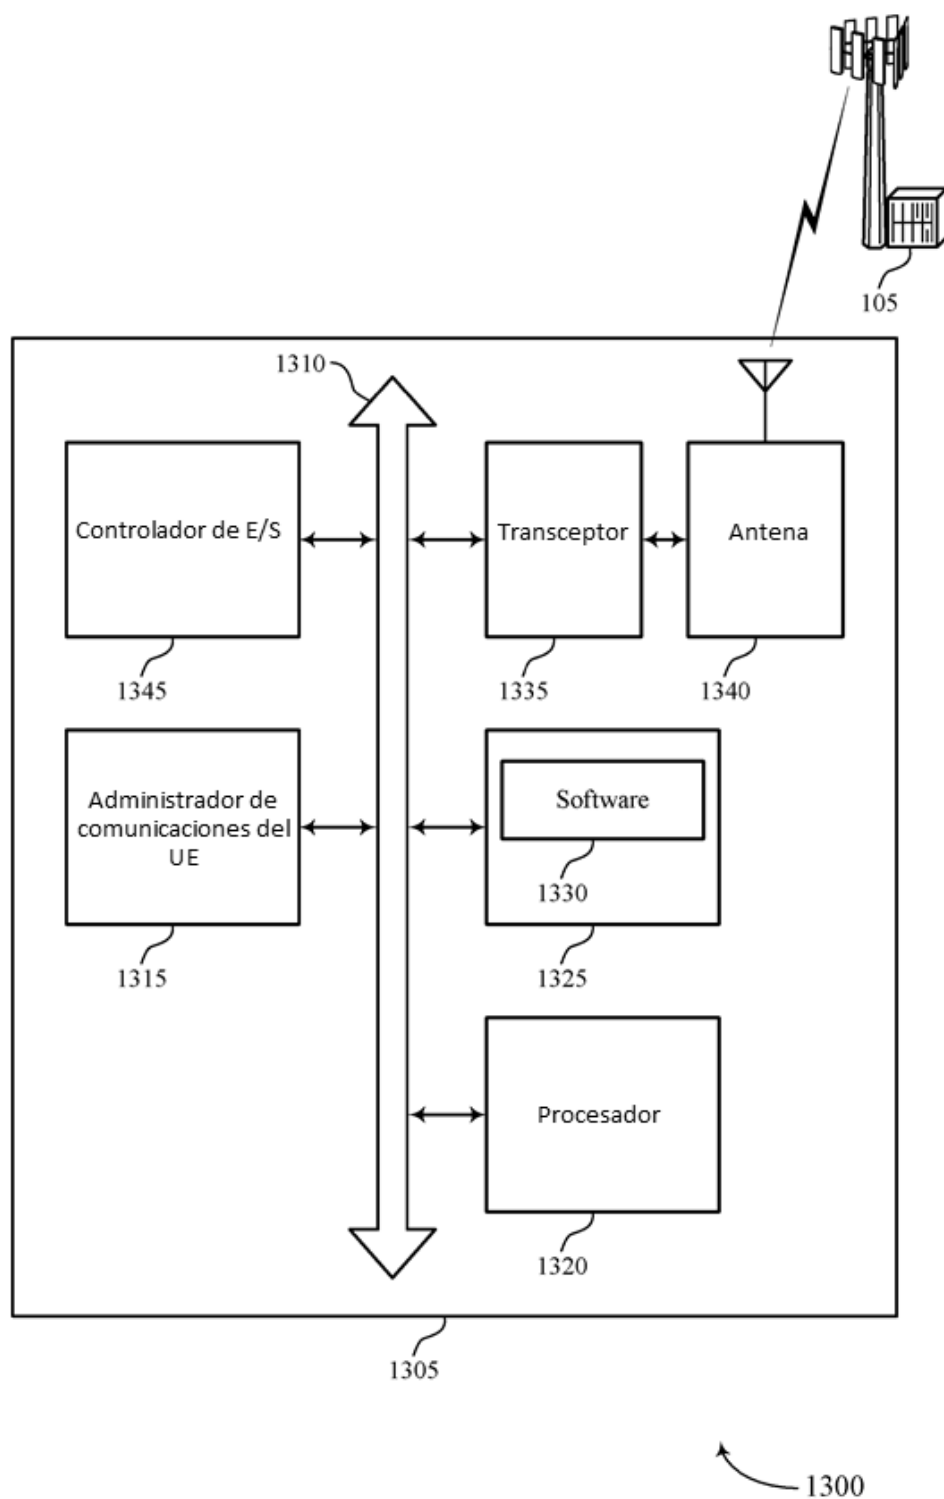 105
1310
Controlador de E/S
Transceptor
Antena
1345
1335
1340
Administrador de
comunicaciones del
UE
Software
1330
1315
1325
Procesador
1320
1305
1300